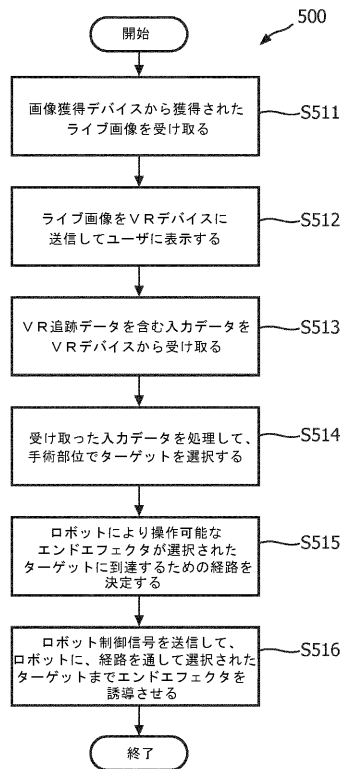 500
開始
画像獲得デバイスから獲得された
ライブ画像を受け取る
S511
ライブ画像をVRデバイスに
送信してユーザに表示する
S512
VR追跡データを含む入力データを
VRデバイスから受け取る
S513
受け取った入力データを処理して、
手術部位でターゲットを選択する
S514
ロボットにより操作可能な
エンドエフェクタが選択された
ターゲットに到達するための経路を
決定する
S515
ロボット制御信号を送信して、
ロボットに、経路を通して選択された
ターゲットまでエンドエフェクタを
誘導させる
S516
終了